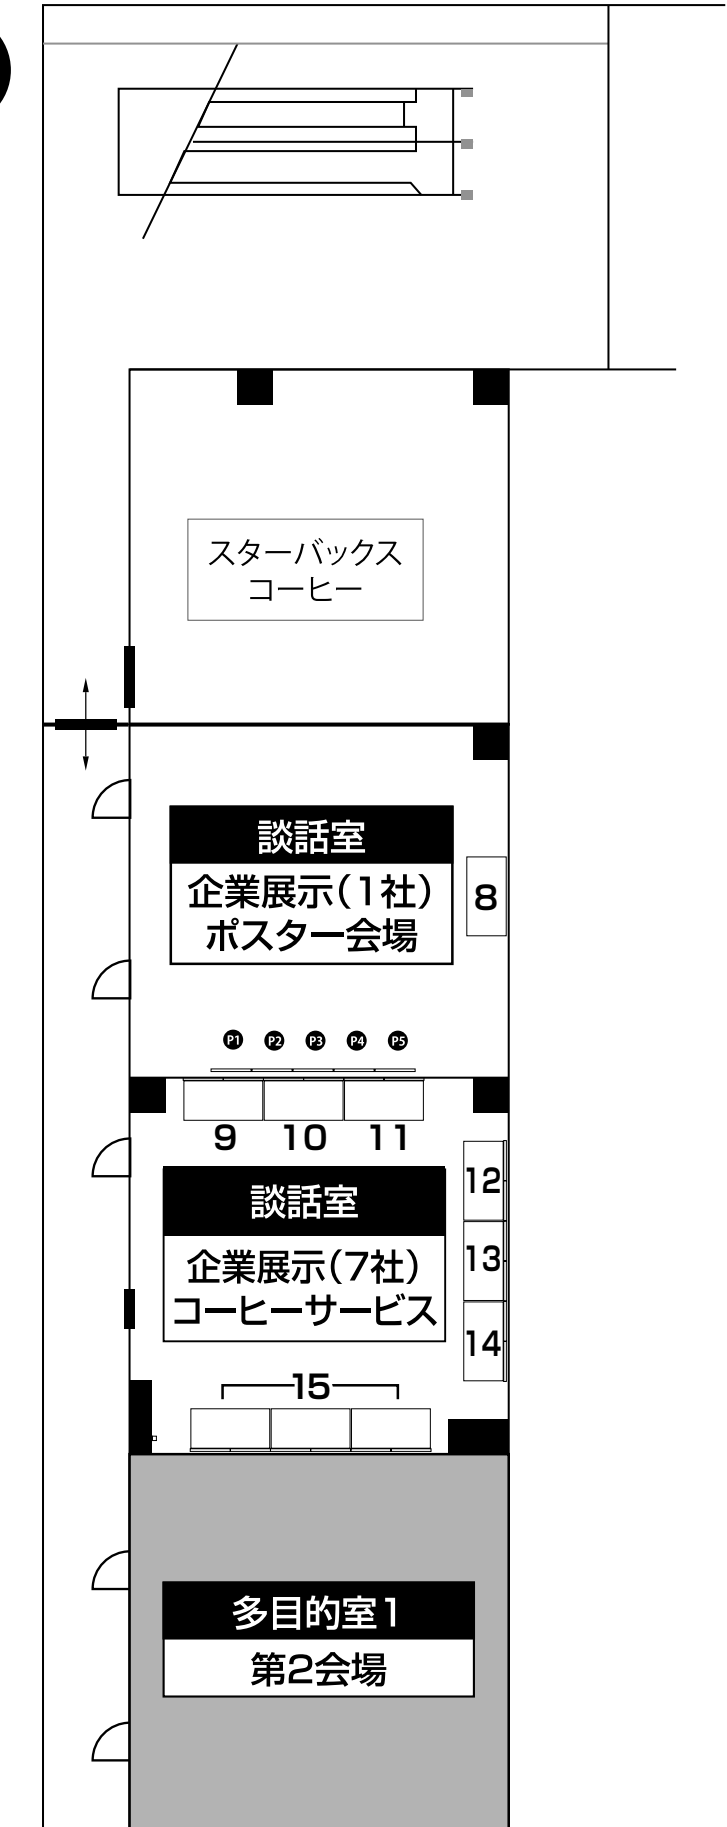 スターバックス
コーヒー
談話室
企業展示(1社)
ポスター会場
8
P1 P2 P3 P4 P5
9 10 11
談話室
企業展示(7社)
コーヒーサービス
12
13
14
15
多目的室1
第2会場